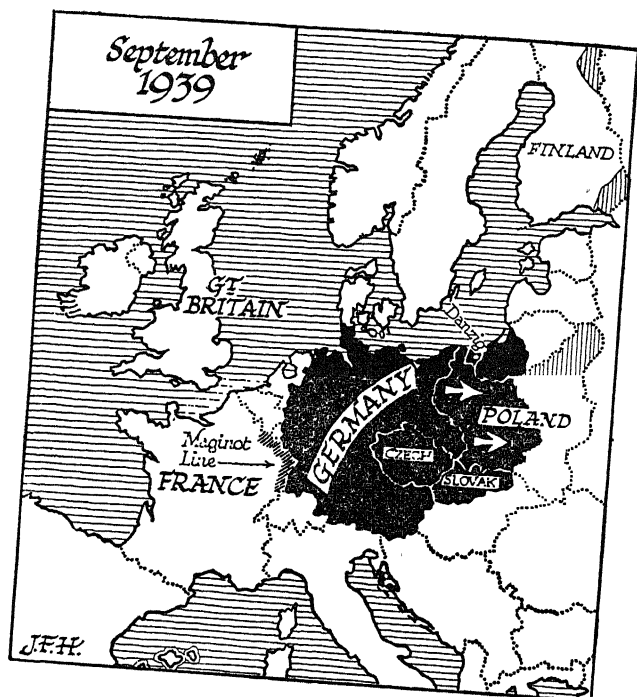 September
1939
FINLAND
GT.
BRITAIN
Danzig
GERMANY
POLAND
Maginot
Line
FRANCE
CZECH
SLOVAK
J.F.H.